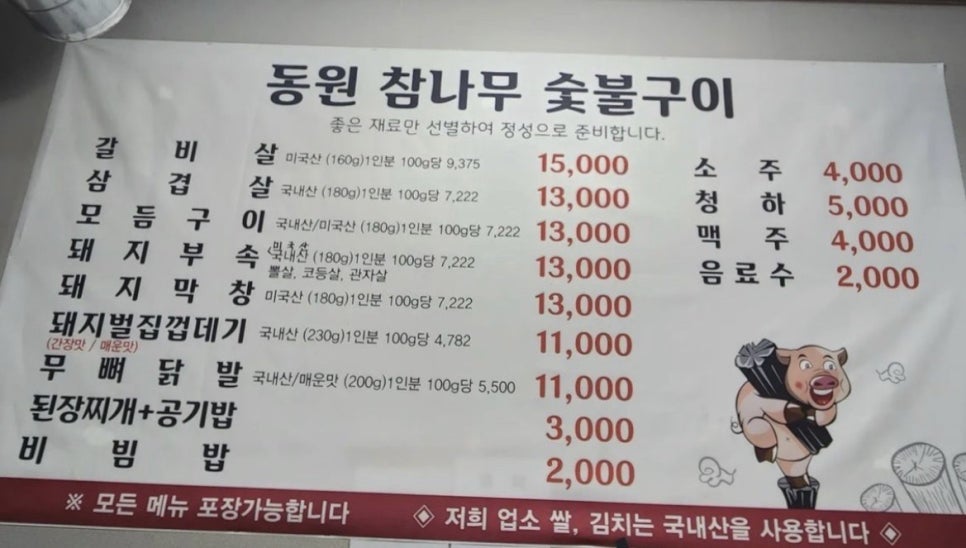 동원 참나무 숯불구이
좋은 재료만 선별하여 정성으로 준비합니다.
갈비살 미국산 (160g)1인분 100g당 9,375 15,000
삼겹살 국내산 (180g)1인분 100g당 7,222 13,000
모듬구이 국내산/미국산 (180g)1인분 100g당 7,222 13,000
미국산
돼지부속 국내산 (180g)1인분 100g당 7,222 13,000
뽈살, 코등살, 관자살
돼지막창 미국산 (180g)1인분 100g당 7,222 13,000
돼지벌집껍데기 국내산 (230g)1인분 100g당 4,782 11,000
(간장맛 / 매운맛)
무뼈닭발 국내산/매운맛 (200g)1인분 100g당 5,500 11,000
된장찌개+공기밥 3,000
비빔밥 2,000
소주 4,000
청하 5,000
맥주 4,000
음료수 2,000
※ 모든 메뉴 포장가능합니다
◈ 저희 업소 쌀, 김치는 국내산을 사용합니다 ◈